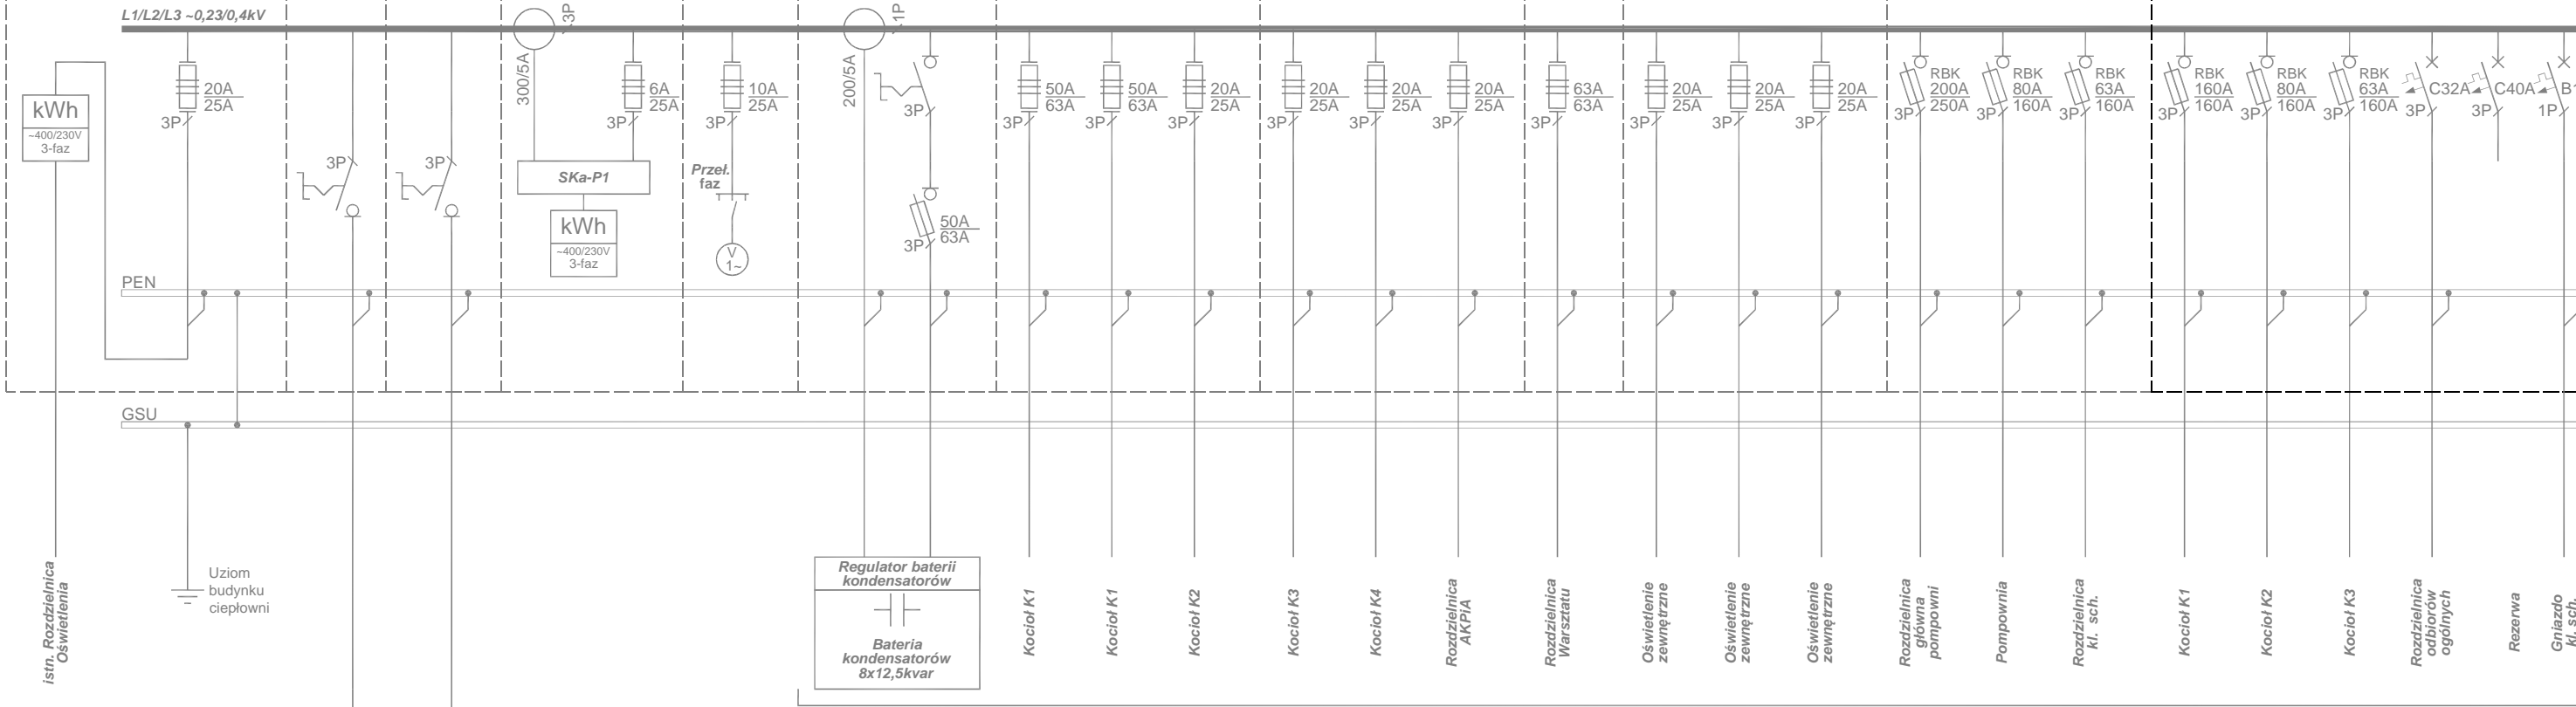 L1/L2/L3 ~0,23/0,4kV
kWh
~400/230V
3-faz
20A
25A
3P
3P
3P
3P
300/5A
6A
25A
3P
SKa-P1
kWh
~400/230V
3-faz
10A
25A
3P
Przeł.
faz
V
1~
1P
200/5A
3P
50A
63A
3P
50A
63A
3P
50A
63A
3P
20A
25A
3P
20A
25A
3P
20A
25A
3P
20A
25A
3P
63A
63A
3P
20A
25A
3P
20A
25A
3P
20A
25A
3P
RBK
200A
250A
3P
RBK
80A
160A
3P
RBK
63A
160A
3P
RBK
160A
160A
3P
RBK
80A
160A
3P
RBK
63A
160A
3P
C32A
3P
C40A
3P
1P
PEN
GSU
istn. Rozdzielnica
Oświetlenia
Uziom
budynku
ciepłowni
Regulator baterii
kondensatorów
Bateria
kondensatorów
8x12,5kvar
Kocioł K1
Kocioł K1
Kocioł K2
Kocioł K3
Kocioł K4
Rozdzielnica
AKPiA
Rozdzielnica
Warsztatu
Oświetlenie
zewnętrzne
Oświetlenie
zewnętrzne
Oświetlenie
zewnętrzne
Rozdzielnica
główna
pompowni
Pompownia
Rozdzielnica
kl. sch.
Kocioł K1
Kocioł K2
Kocioł K3
Rozdzielnica
odbiorów
ogólnych
Rezerwa
Gniazdo
kl. sch.